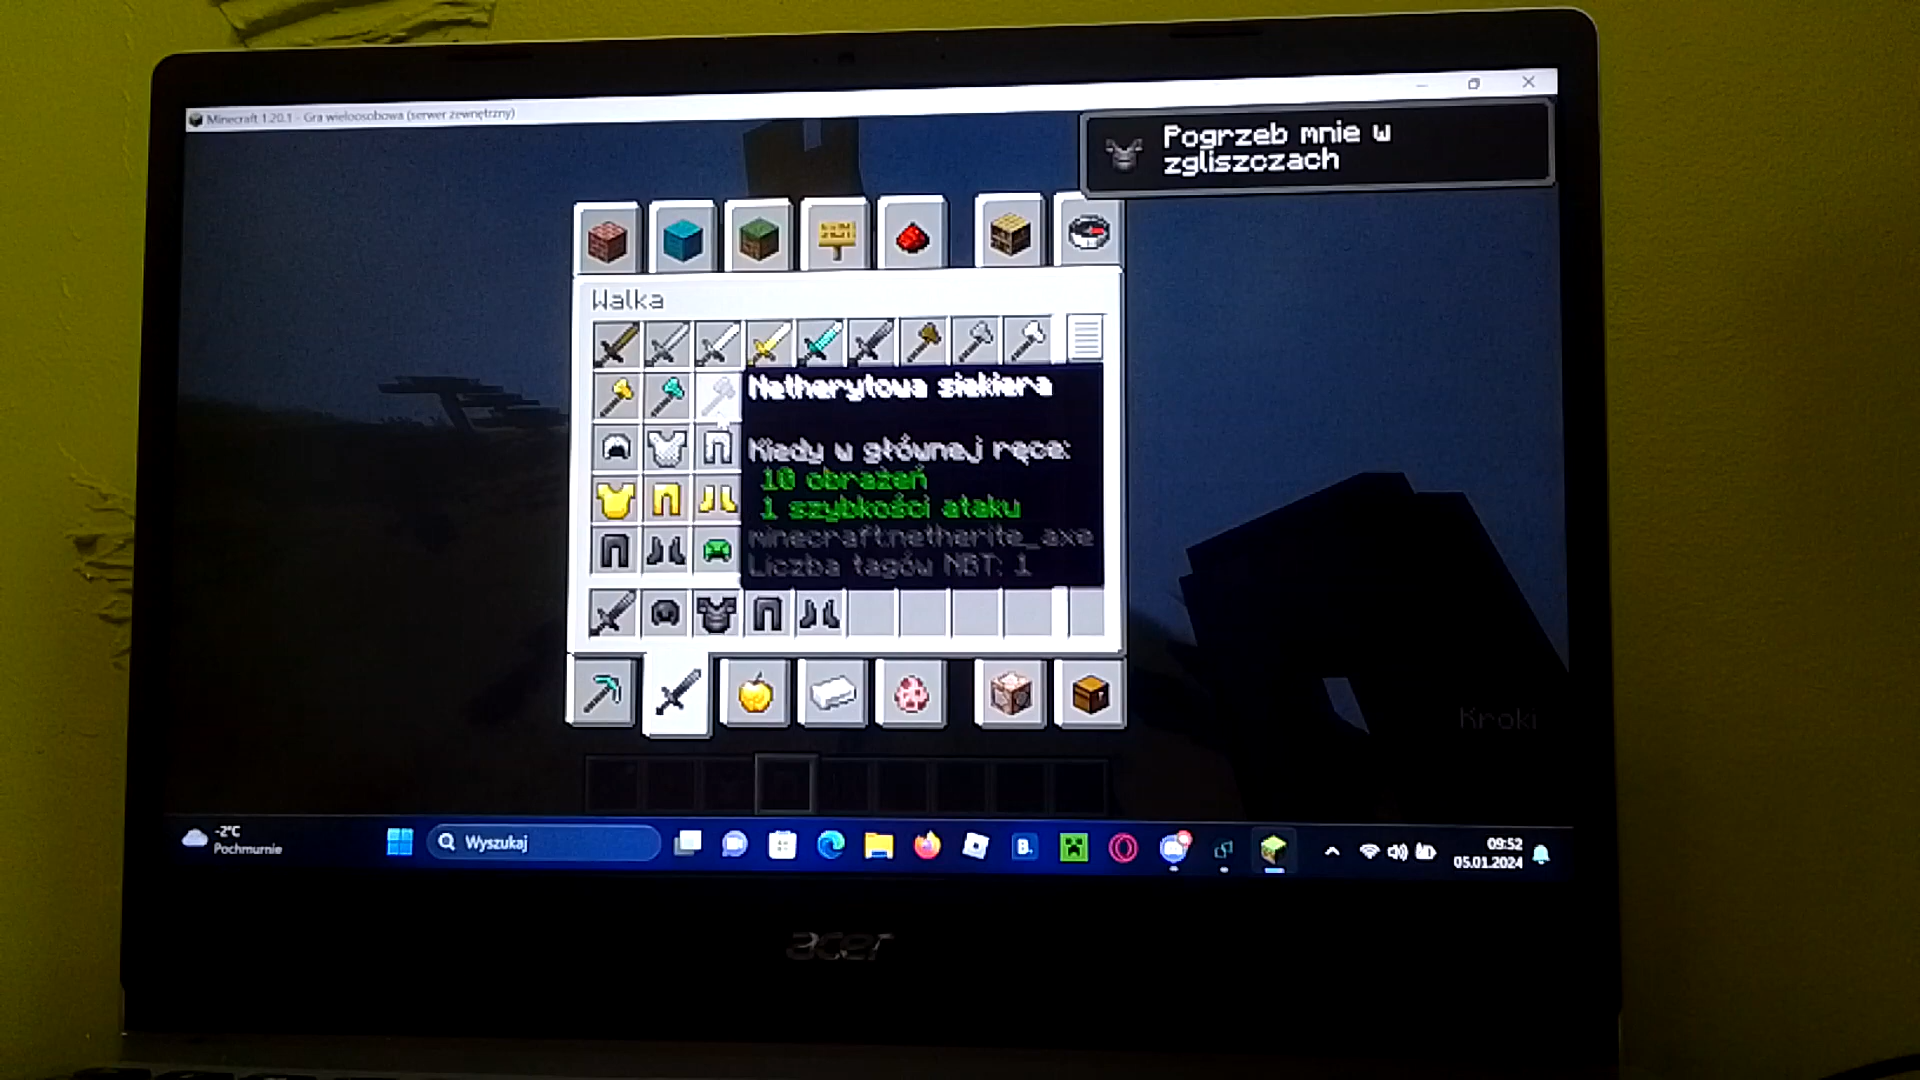 Minecraft 1.20.1 - Gra wieloosobowa (serwer zewnętrzny)
Pogrzeb mnie w
zgliszczach
Walka
Netherytowa siekiera
Kiedy w głównej ręce:
10 obrażeń
1 szybkości ataku
minecraft:netherite_axe
Liczba tagów NBT: 1
Kroki
-2°C
Pochmurnie
Wyszukaj
B.
09:52
05.01.2024
acer